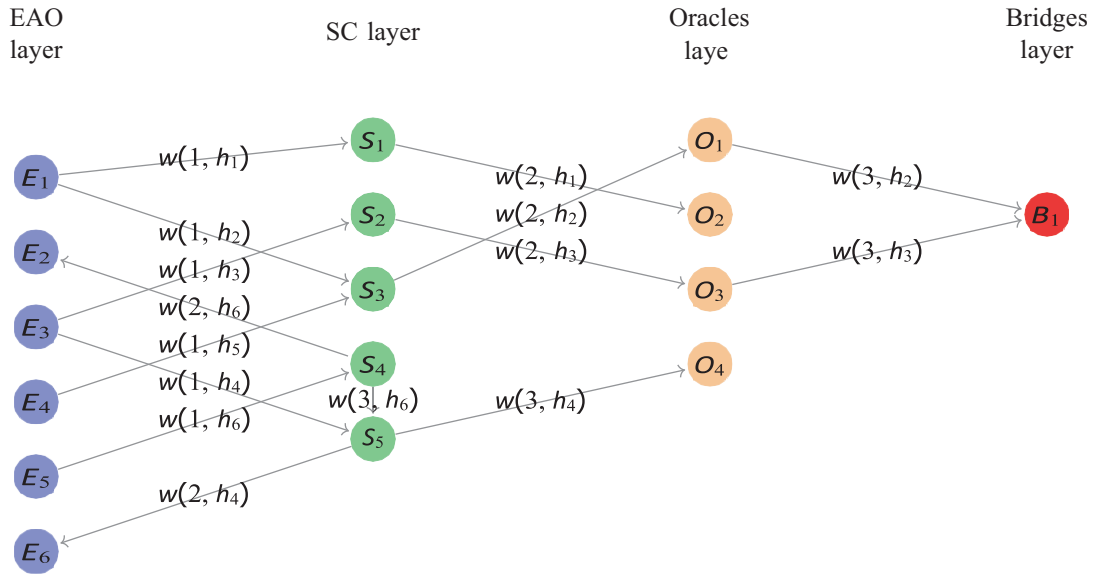 EAO
layer
SC layer
Oracles
laye
Bridges
layer
E1
E2
E3
E4
E5
E6
w(1, h1)
w(1, h2)
w(1, h3)
w(2, h6)
w(1, h5)
w(1, h4)
w(1, h6)
w(2, h4)
S1
S2
S3
S4
w(3, h6)
S5
w(2, h1)
w(2, h2)
w(2, h3)
w(3, h4)
O1
O2
O3
O4
w(3, h2)
w(3, h3)
B1